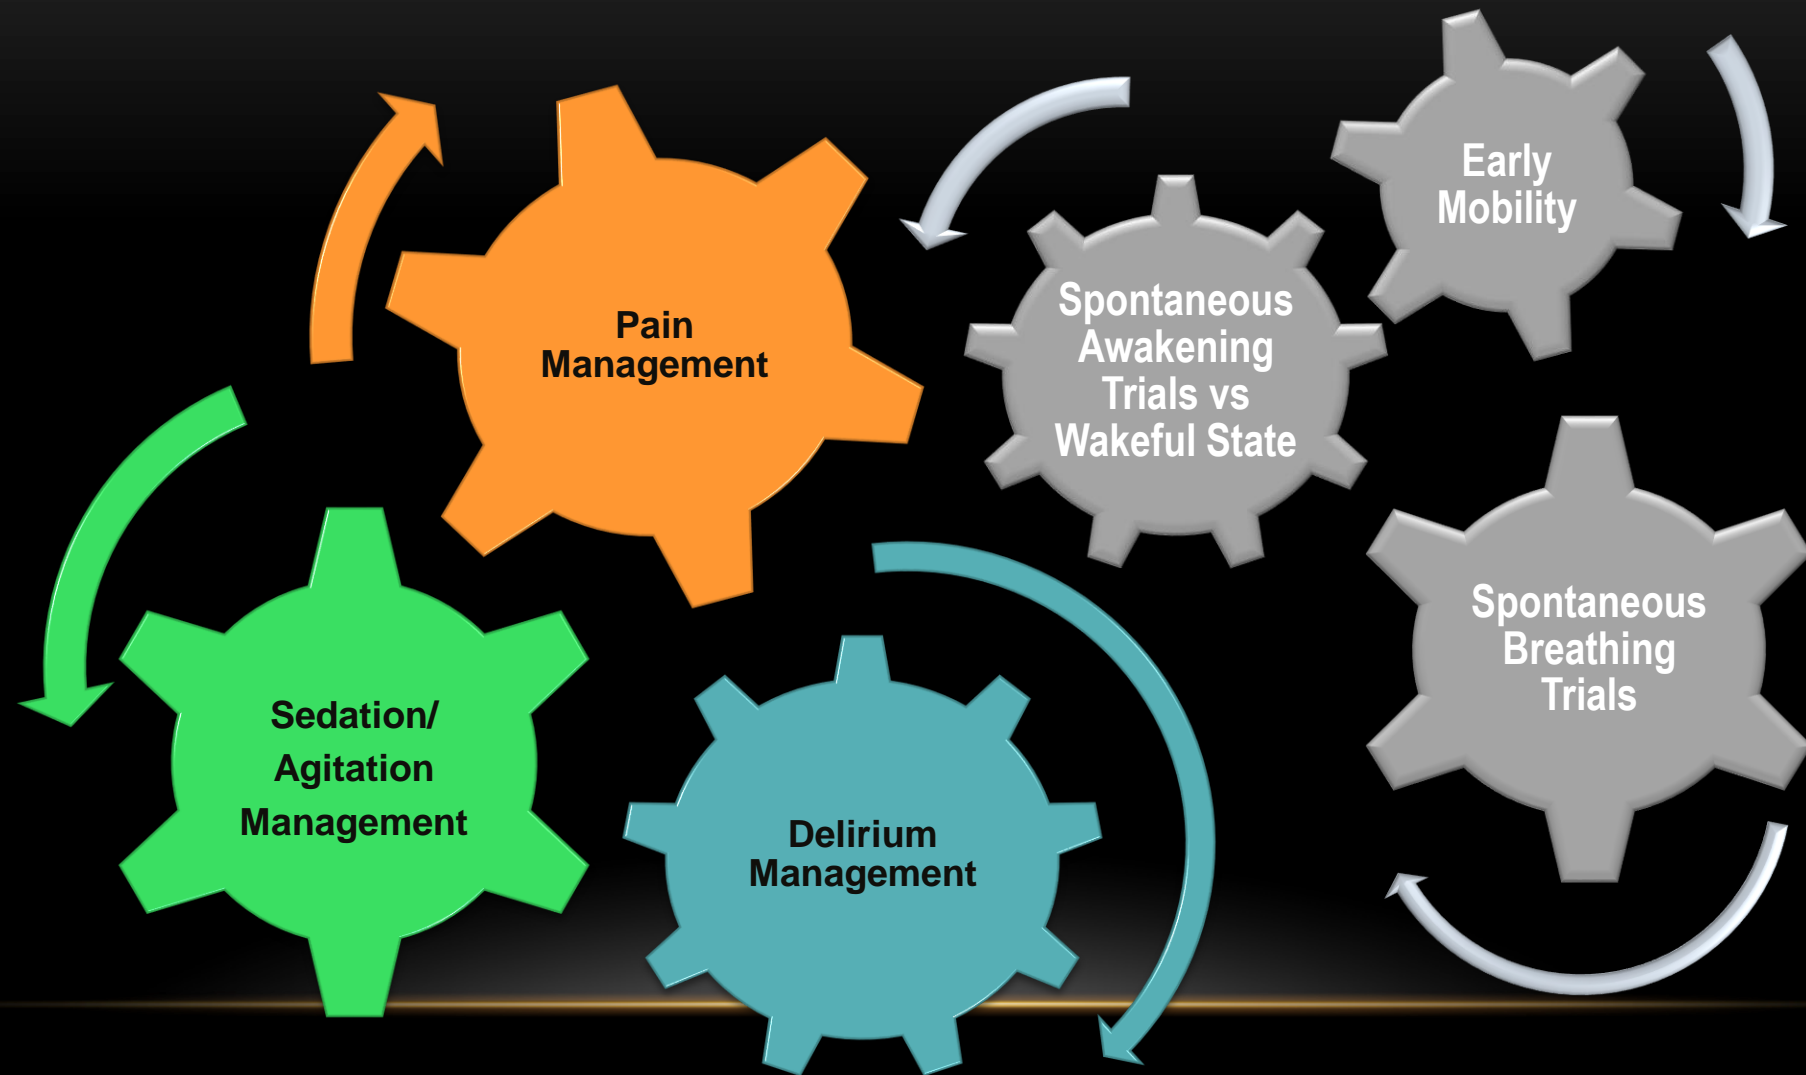 Pain
Management
Spontaneous
Awakening
Trials vs
Wakeful State
Early
Mobility
Sedation/
Agitation
Management
Delirium
Management
Spontaneous
Breathing
Trials